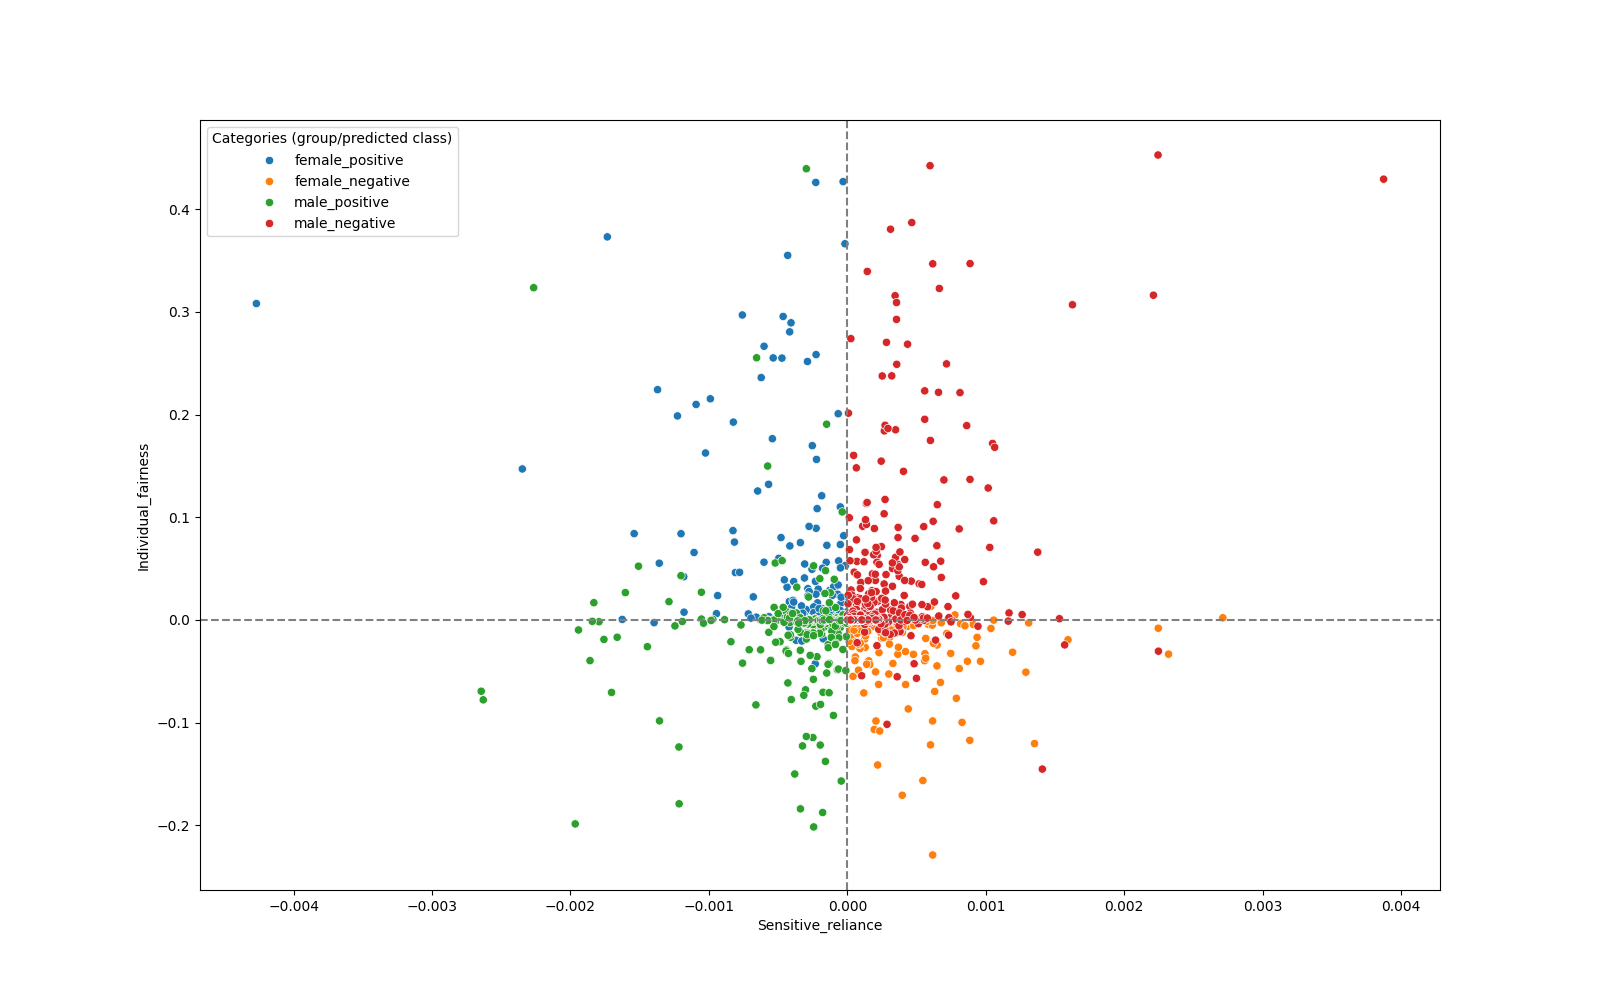 Categories (group/predicted class)
female_positive
female_negative
male_positive
male_negative
0.4
0.3
0.2
0.1
0.0
−0.1
−0.2
Individual_fairness
−0.004
−0.003
−0.002
−0.001
0.000
0.001
0.002
0.003
0.004
Sensitive_reliance